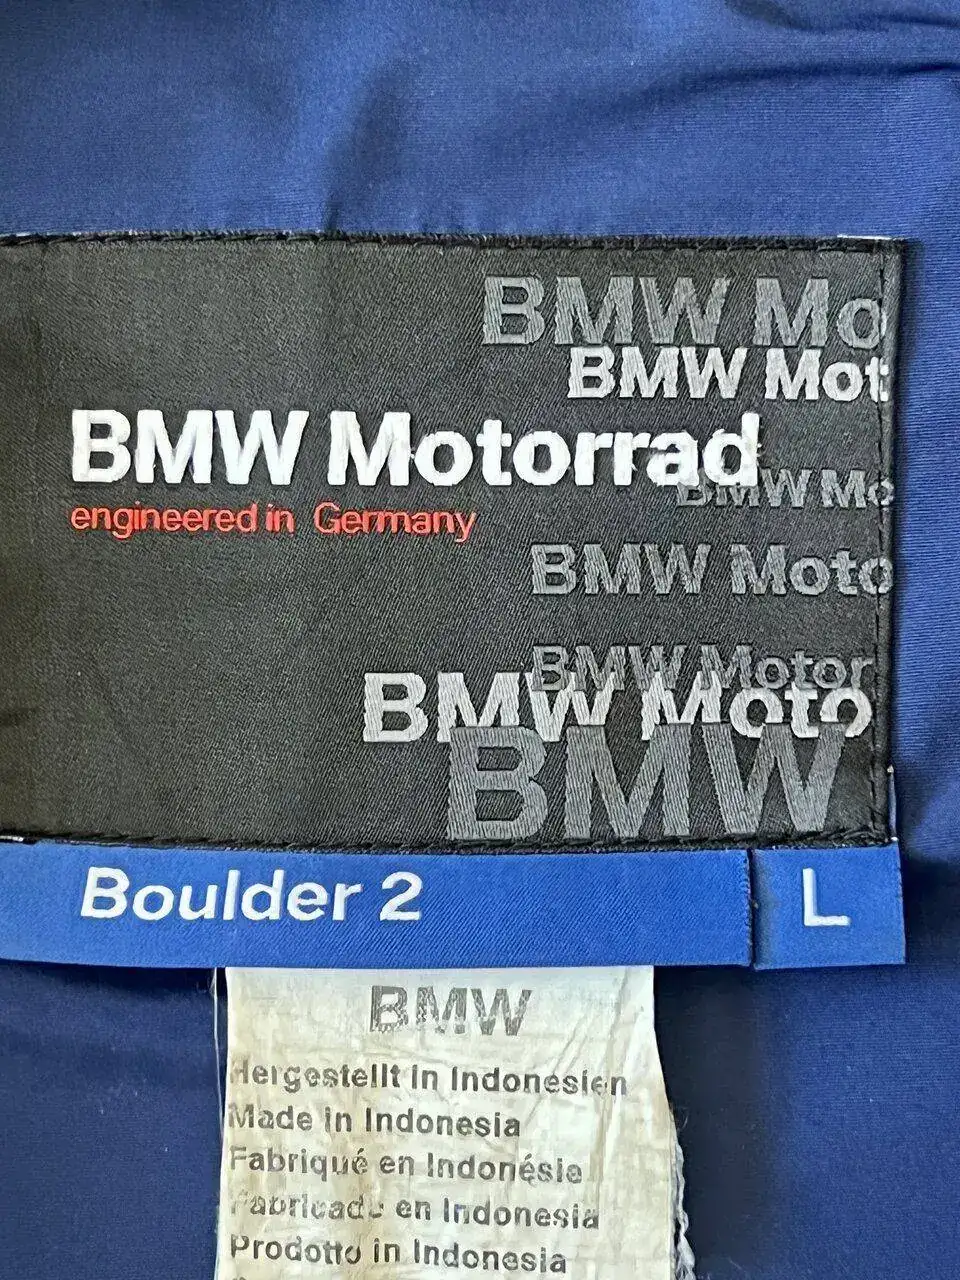 BMW Mo
BMW Mot
BMW Motorrad
BMW Mo
engineered in Germany
BMW Moto
BMW Motor
BMW Moto
BMW
Boulder 2 L
BMW
Hergestellt in Indonesien
Made in Indonesia
Fabriqué en Indonésie
Fabricado en Indonesia
Prodotto in Indonesia